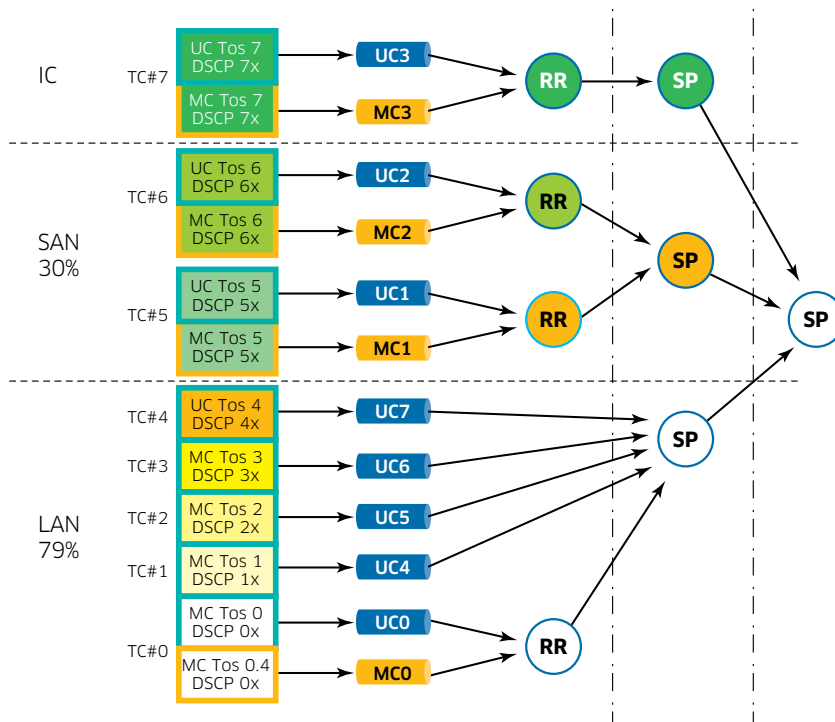 IC
TC#7
UC Tos 7
DSCP 7x
UC3
MC Tos 7
DSCP 7x
MC3
RR
SP
SAN
30%
TC#6
UC Tos 6
DSCP 6x
UC2
MC Tos 6
DSCP 6x
MC2
RR
SP
TC#5
UC Tos 5
DSCP 5x
UC1
MC Tos 5
DSCP 5x
MC1
RR
SP
LAN
79%
TC#4
UC Tos 4
DSCP 4x
UC7
SP
TC#3
MC Tos 3
DSCP 3x
UC6
TC#2
MC Tos 2
DSCP 2x
UC5
TC#1
MC Tos 1
DSCP 1x
UC4
TC#0
MC Tos 0
DSCP 0x
UC0
MC Tos 0.4
DSCP 0x
MC0
RR